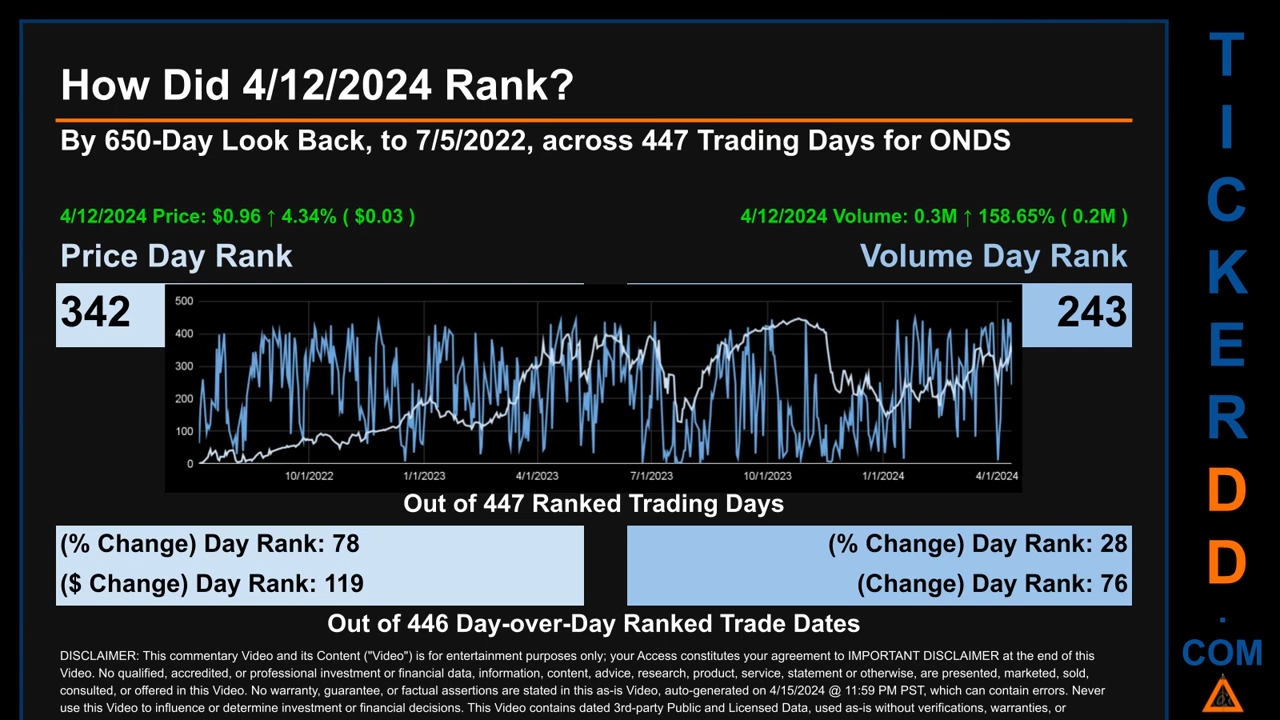 How Did 4/12/2024 Rank?
By 650-Day Look Back, to 7/5/2022, across 447 Trading Days for ONDS
4/12/2024 Price: $0.96 ↑ 4.34% ( $0.03 )
4/12/2024 Volume: 0.3M ↑ 158.65% ( 0.2M )
Price Day Rank
Volume Day Rank
342
243
500
400
300
200
100
0
10/1/2022
1/1/2023
4/1/2023
7/1/2023
10/1/2023
1/1/2024
4/1/2024
Out of 447 Ranked Trading Days
(% Change) Day Rank: 78
($ Change) Day Rank: 119
(% Change) Day Rank: 28
(Change) Day Rank: 76
Out of 446 Day-over-Day Ranked Trade Dates
DISCLAIMER: This commentary Video and its Content ("Video") is for entertainment purposes only; your Access constitutes your agreement to IMPORTANT DISCLAIMER at the end of this
Video. No qualified, accredited, or professional investment or financial data, information, content, advice, research, product, service, statement or otherwise, are presented, marketed, sold,
consulted, or offered in this Video. No warranty, guarantee, or factual assertions are stated in this as-is Video, auto-generated on 4/15/2024 @ 11:59 PM PST, which can contain errors. Never
use this Video to influence or determine investment or financial decisions. This Video contains dated 3rd-party Public and Licensed Data, used as-is without verifications, warranties, or
T
I
C
K
E
R
D
D
.
COM